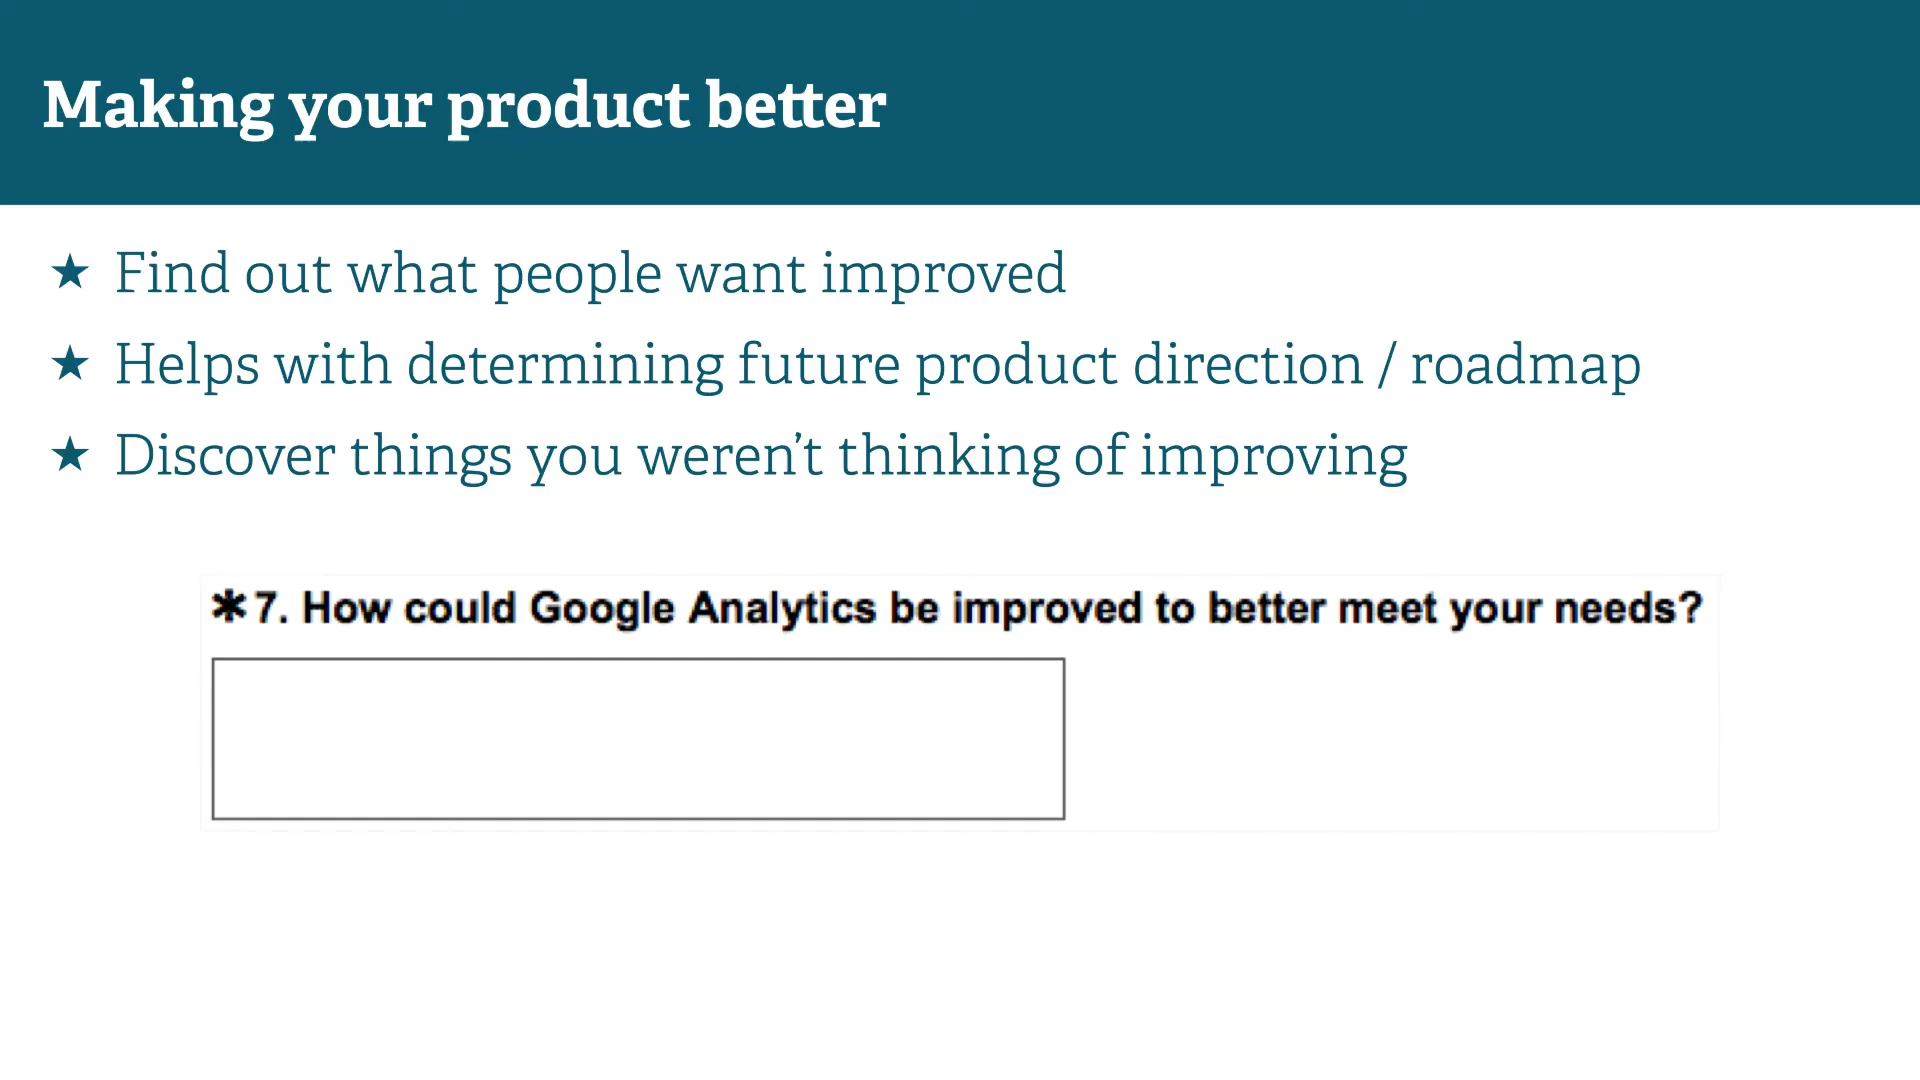 Making your product better
★ Find out what people want improved
★ Helps with determining future product direction / roadmap
★ Discover things you weren’t thinking of improving
*7. How could Google Analytics be improved to better meet your needs?